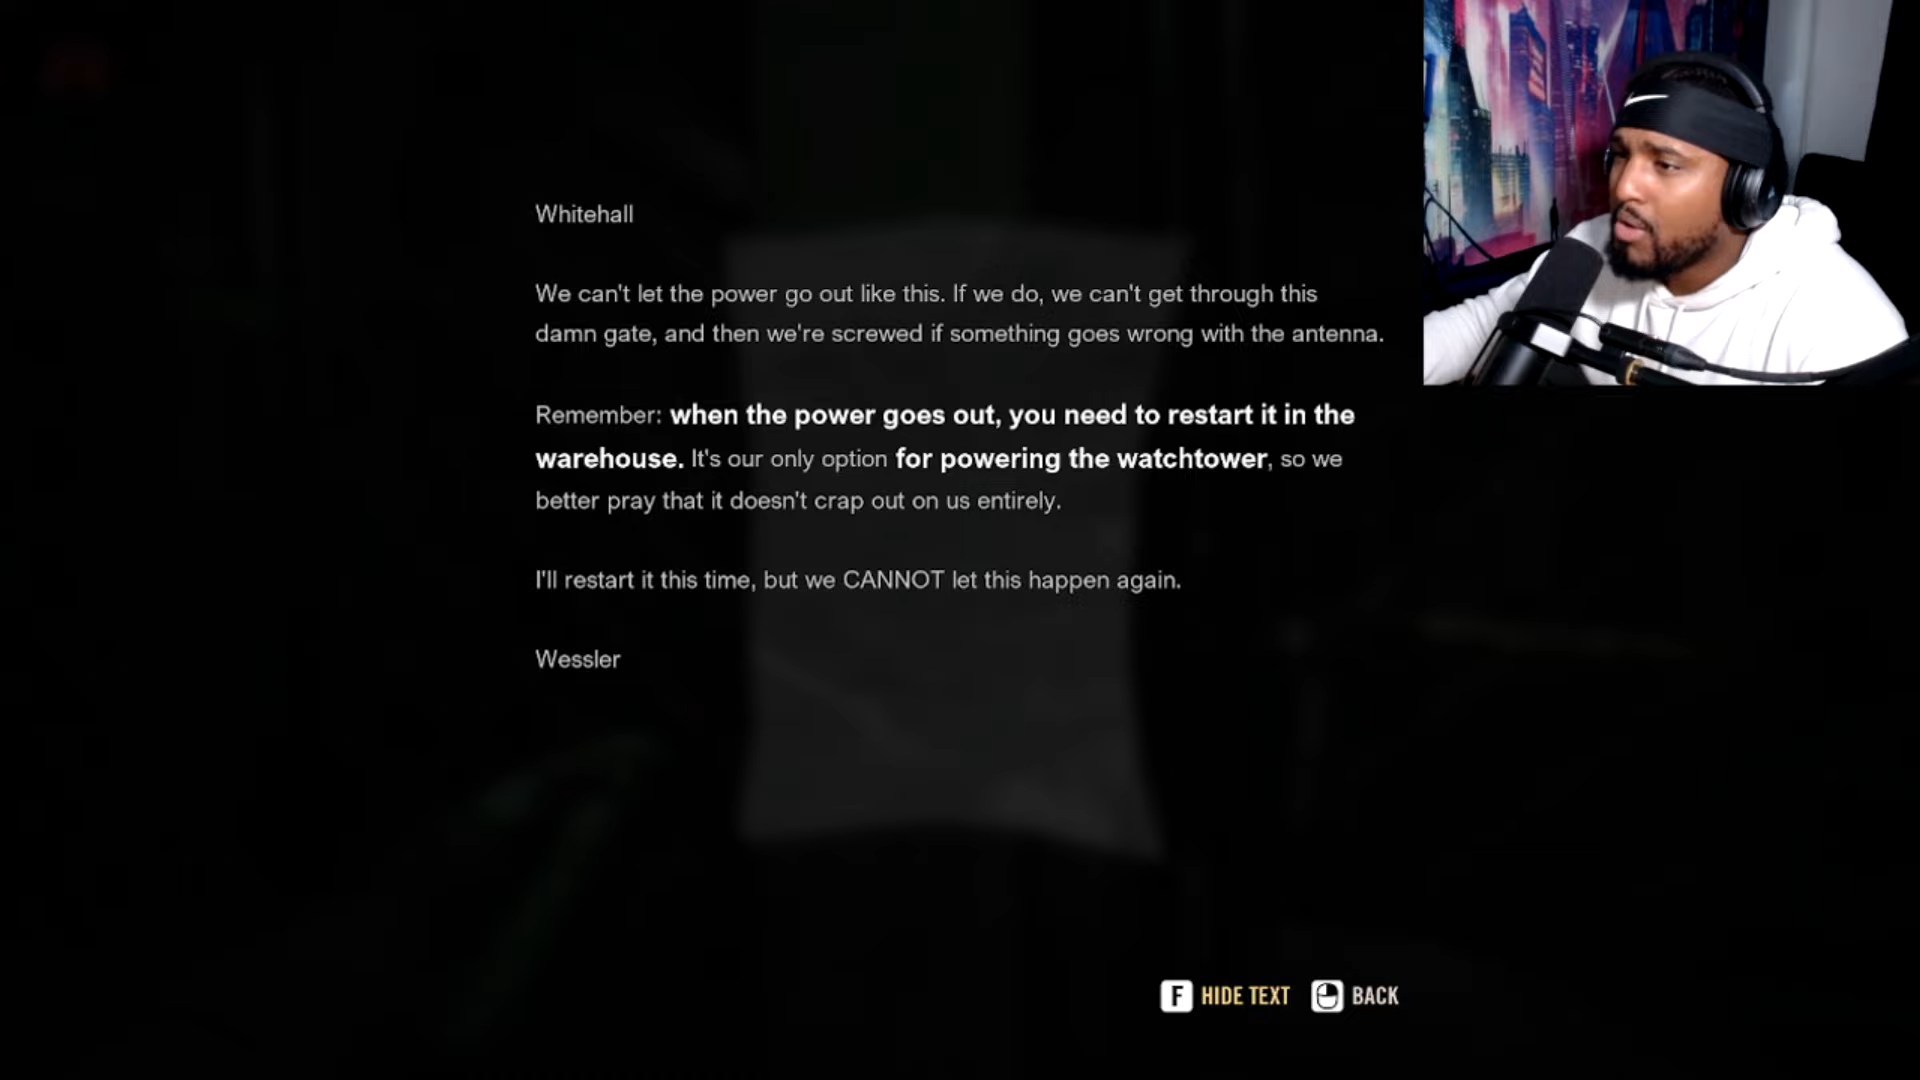 Whitehall
We can't let the power go out like this. If we do, we can't get through this
damn gate, and then we're screwed if something goes wrong with the antenna.
Remember: when the power goes out, you need to restart it in the
warehouse. It's our only option for powering the watchtower, so we
better pray that it doesn't crap out on us entirely.
I'll restart it this time, but we CANNOT let this happen again.
Wessler
F HIDE TEXT BACK